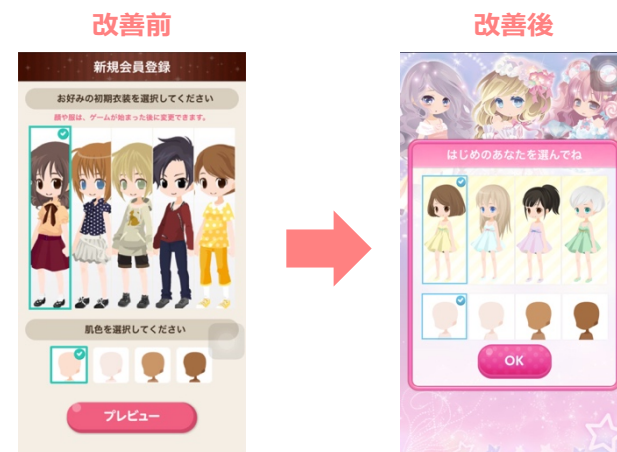 改善前
改善後
新規会員登録
お好みの初期衣装を選択してください
顔や服は、ゲームが始まった後に変更できます。
肌色を選択してください
プレビュー
はじめのあなたを選んでね
OK